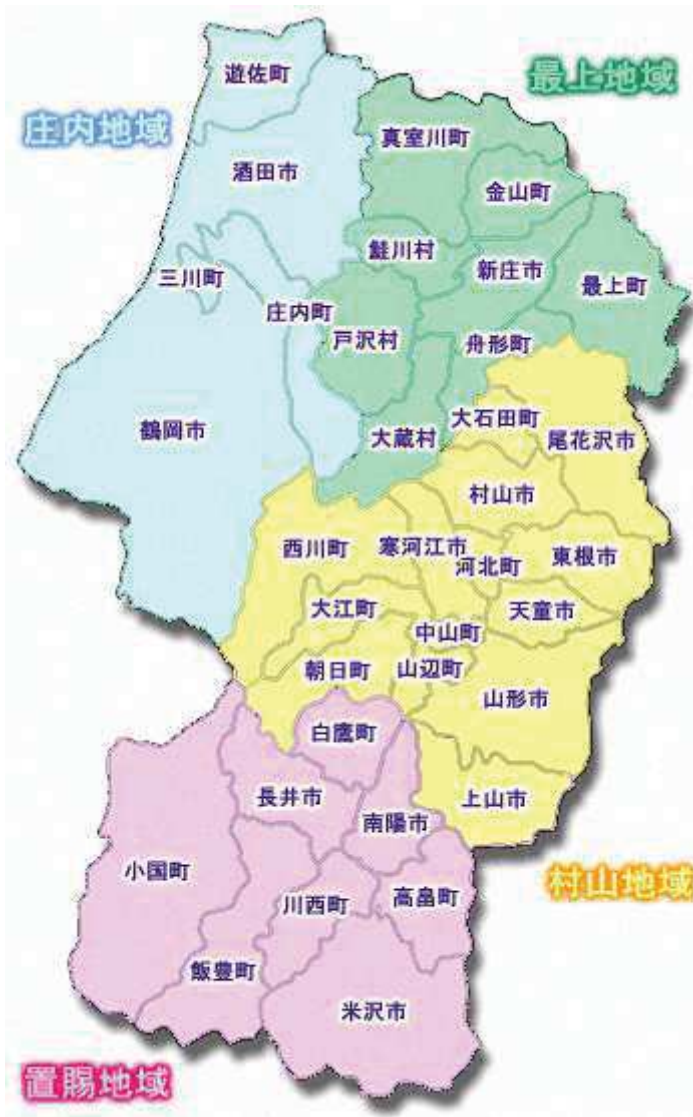 遊佐町
最上地域
庄内地域
真室川町
酒田市
金山町
鮭川村
新庄市
三川町
最上町
庄内町
戸沢村
舟形町
大石田町
鶴岡市
大蔵村
尾花沢市
村山市
西川町
寒河江市
東根市
河北町
大江町
天童市
中山町
朝日町
山辺町
山形市
白鷹町
長井市
上山市
南陽市
小国町
村山地域
川西町
高畠町
飯豊町
米沢市
置賜地域